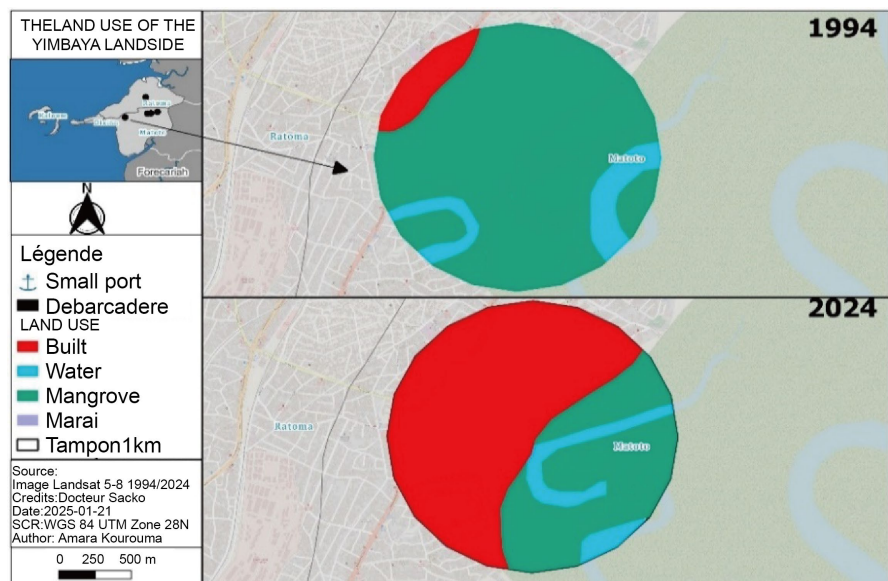 THELAND USE OF THE
YIMBAYA LANDSIDE
Ratoma
Matoto
Forecariah
N
Légende
Small port
Debarcadere
LAND USE
Built
Water
Mangrove
Marai
Tampon1km
Source:
Image Landsat 5-8 1994/2024
Credits:Docteur Sacko
Date:2025-01-21
SCR:WGS 84 UTM Zone 28N
Author: Amara Kourouma
0 250 500 m
1994
Ratoma
Matoto
2024
Ratoma
Matoto